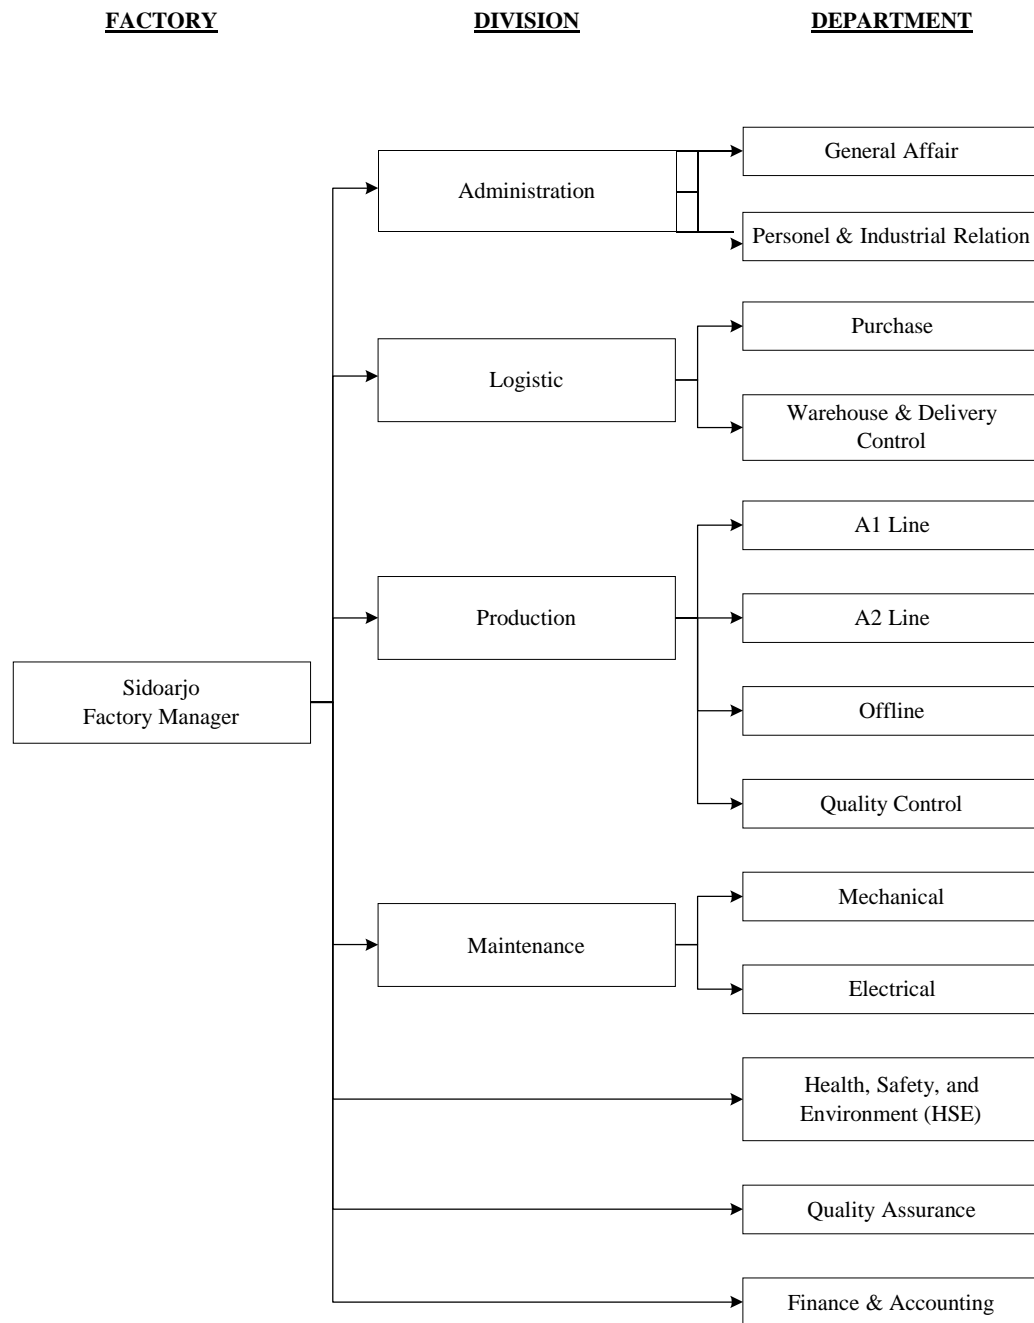 FACTORY
DIVISION
DEPARTMENT
General Affair
Administration
Personel & Industrial Relation
Purchase
Logistic
Warehouse & Delivery
Control
A1 Line
Production
A2 Line
Sidoarjo
Factory Manager
Offline
Quality Control
Mechanical
Maintenance
Electrical
Health, Safety, and
Environment (HSE)
Quality Assurance
Finance & Accounting